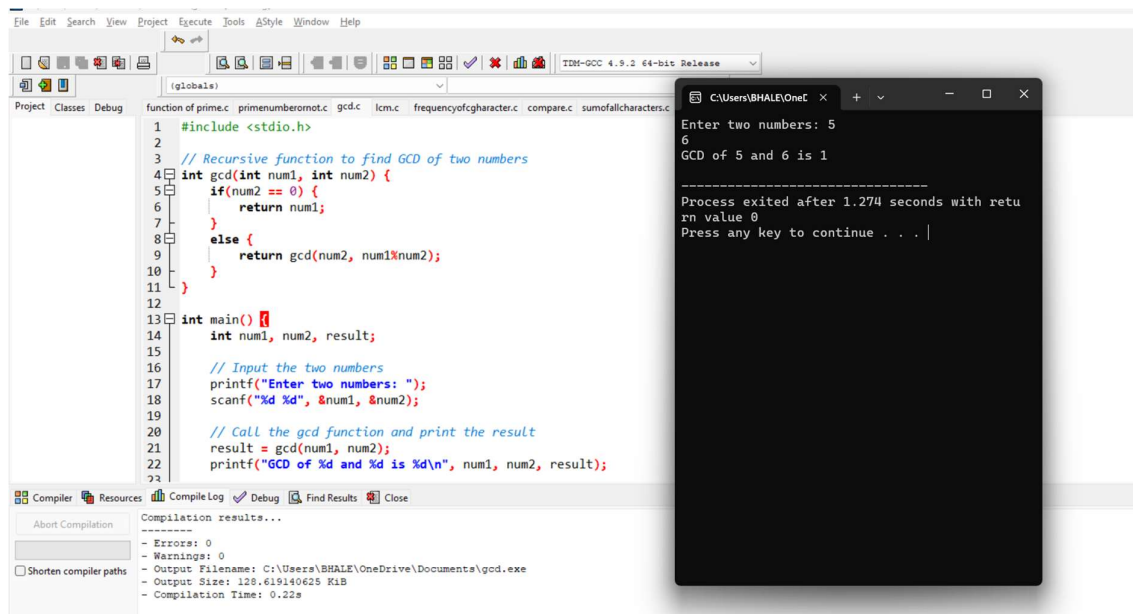 File Edit Search View Project Execute Tools AStyle Window Help
TDM-GCC 4.9.2 64-bit Release
(globals)
Project Classes Debug
function of prime.c primenumberornot.c gcd.c lcm.c frequencyofcgharacter.c compare.c sumofallcharacters.c
1 #include <stdio.h>
2
3 // Recursive function to find GCD of two numbers
4 int gcd(int num1, int num2) {
5 if(num2 == 0) {
6 return num1;
7 }
8 else {
9 return gcd(num2, num1%num2);
10 }
11 }
12
13 int main() {
14 int num1, num2, result;
15
16 // Input the two numbers
17 printf("Enter two numbers: ");
18 scanf("%d %d", &num1, &num2);
19
20 // Call the gcd function and print the result
21 result = gcd(num1, num2);
22 printf("GCD of %d and %d is %d\n", num1, num2, result);
23
C:\Users\BHALE\OneD
Enter two numbers: 5
6
GCD of 5 and 6 is 1
--------------------------------
Process exited after 1.274 seconds with retu
rn value 0
Press any key to continue . . .
Compiler Resources Compile Log Debug Find Results Close
Abort Compilation
Shorten compiler paths
Compilation results...
--------
- Errors: 0
- Warnings: 0
- Output Filename: C:\Users\BHALE\OneDrive\Documents\gcd.exe
- Output Size: 128.619140625 KiB
- Compilation Time: 0.22s